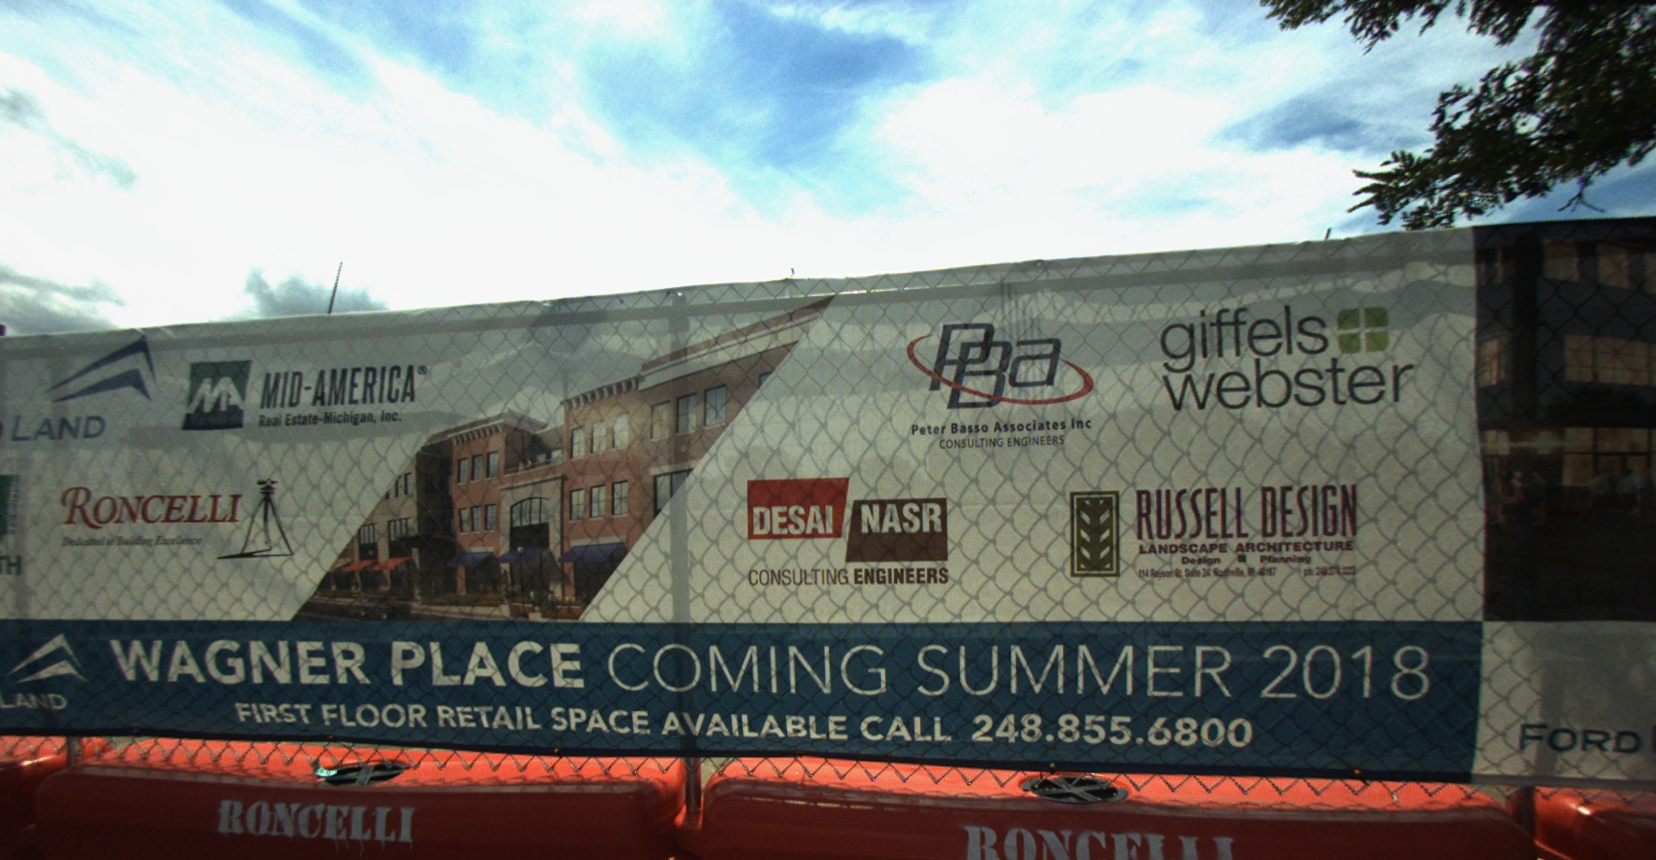 LAND
MID-AMERICA®
Real Estate-Michigan, Inc.
RONCELLI
Dedicated to Building Excellence
TH
PBa
Peter Basso Associates Inc
CONSULTING ENGINEERS
giffels
webster
DESAI NASR
CONSULTING ENGINEERS
RUSSELL DESIGN
LANDSCAPE ARCHITECTURE
Design Planning
LAND
WAGNER PLACE COMING SUMMER 2018
FIRST FLOOR RETAIL SPACE AVAILABLE CALL 248.855.6800
FORD
RONCELLI
RONCELLI